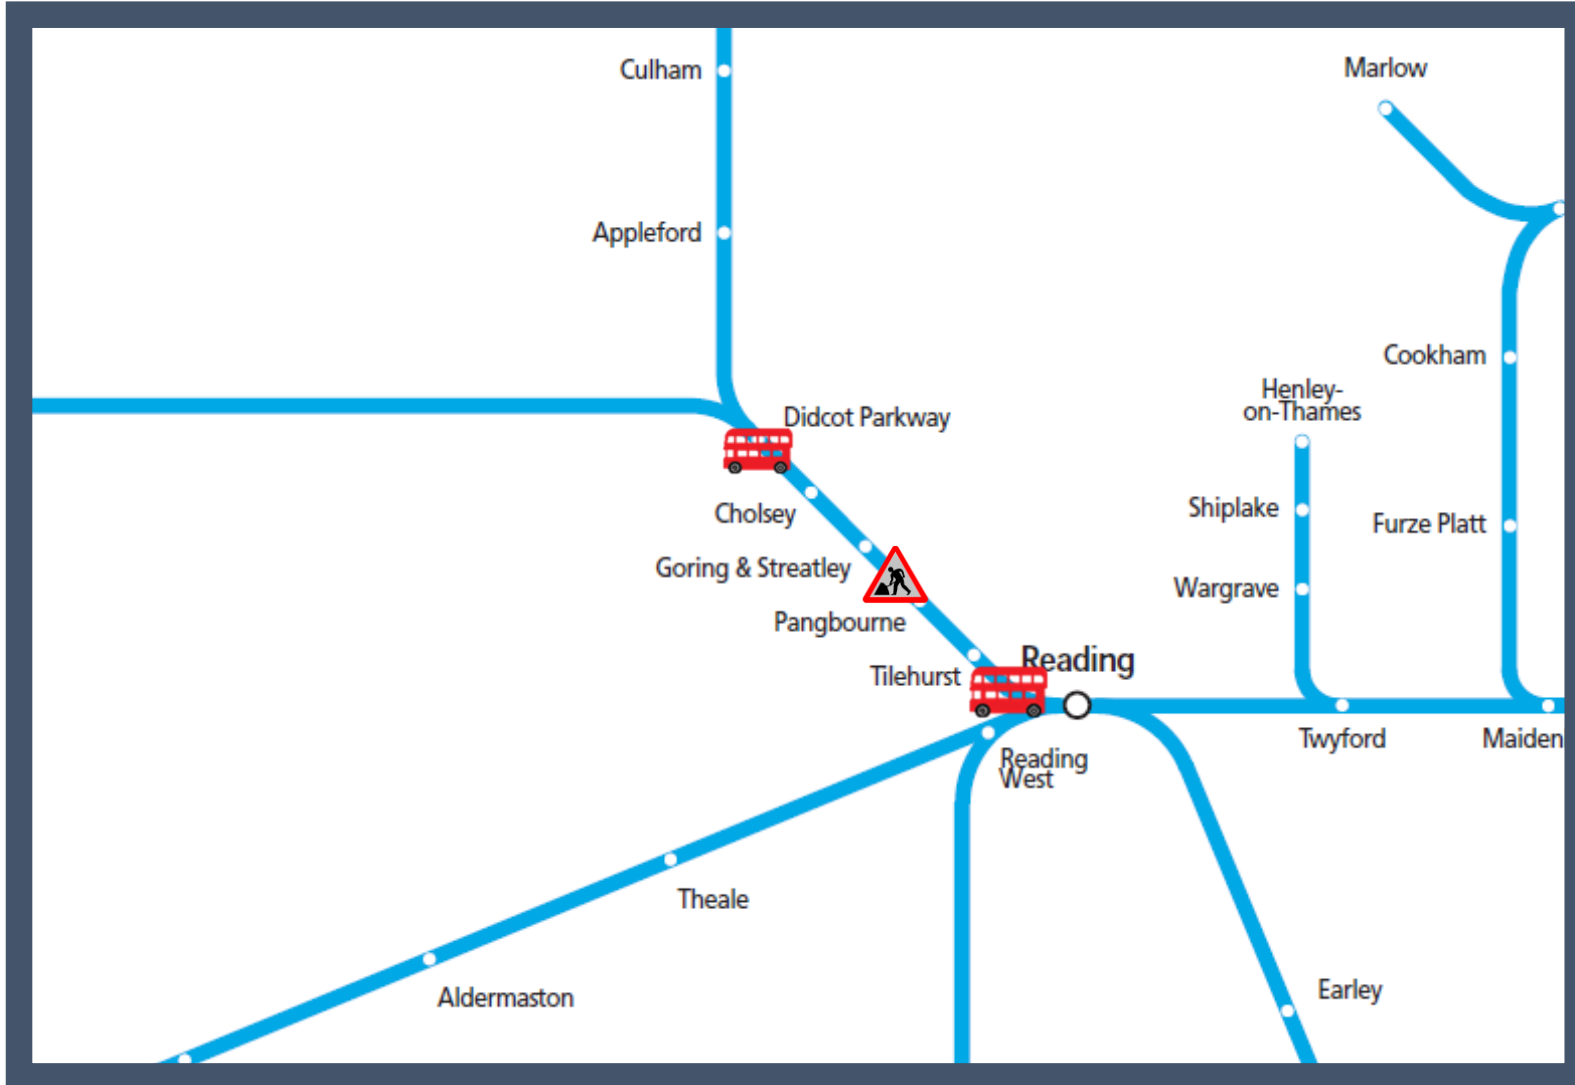 Culham
Marlow
Appleford
Cookham
Henley-
on-Thames
Didcot Parkway
Shiplake
Cholsey
Furze Platt
Goring & Streatley
Wargrave
Pangbourne
Reading
Tilehurst
Twyford
Maiden
Reading
West
Theale
Earley
Aldermaston